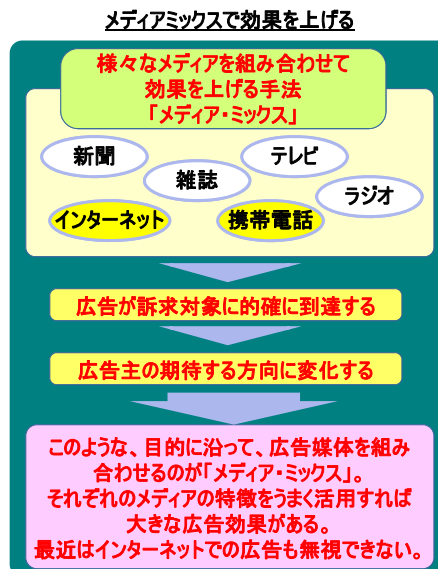 メディアミックスで効果を上げる
様々なメディアを組み合わせて
効果を上げる手法
「メディア・ミックス」
新聞
テレビ
雑誌
ラジオ
インターネット
携帯電話
広告が訴求対象に的確に到達する
広告主の期待する方向に変化する
このような、目的に沿って、広告媒体を組み
合わせるのが「メディア・ミックス」。
それぞれのメディアの特徴をうまく活用すれば
大きな広告効果がある。
最近はインターネットでの広告も無視できない。